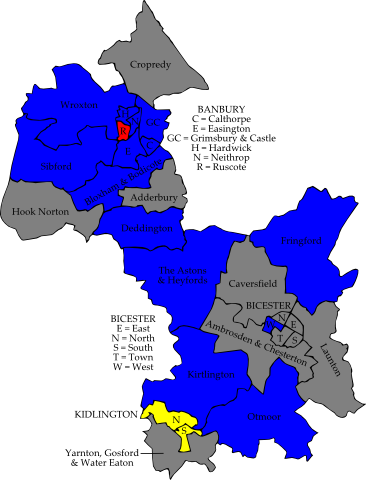 Cropredy
Wroxton
BANBURY
C = Calthorpe
E = Easington
GC = Grimsbury & Castle
H = Hardwick
N = Neithrop
R = Ruscote
H
N
GC
R
E
C
Sibford
Bloxham & Bodicote
Adderbury
Hook Norton
Deddington
Fringford
The Astons
& Heyfords
Caversfield
BICESTER
N
E
W
T
S
Ambrosden & Chesterton
Launton
BICESTER
E = East
N = North
S = South
T = Town
W = West
Kirtlington
Otmoor
KIDLINGTON
N
S
Yarnton, Gosford
& Water Eaton